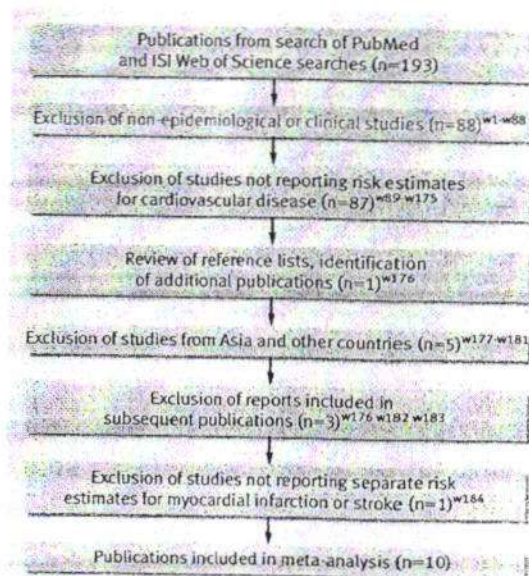 Publications from search of PubMed
and ISI Web of Science searches (n=193)
Exclusion of non-epidemiological or clinical studies (n=88)w1-w88
Exclusion of studies not reporting risk estimates
for cardiovascular disease (n=87)w89-w175
Review of reference lists, identification
of additional publications (n=1)w176
Exclusion of studies from Asia and other countries (n=5)w177-w181
Exclusion of reports included in
subsequent publications (n=3)w176 w182 w183
Exclusion of studies not reporting separate risk
estimates for myocardial infarction or stroke (n=1)w184
Publications included in meta-analysis (n=10)